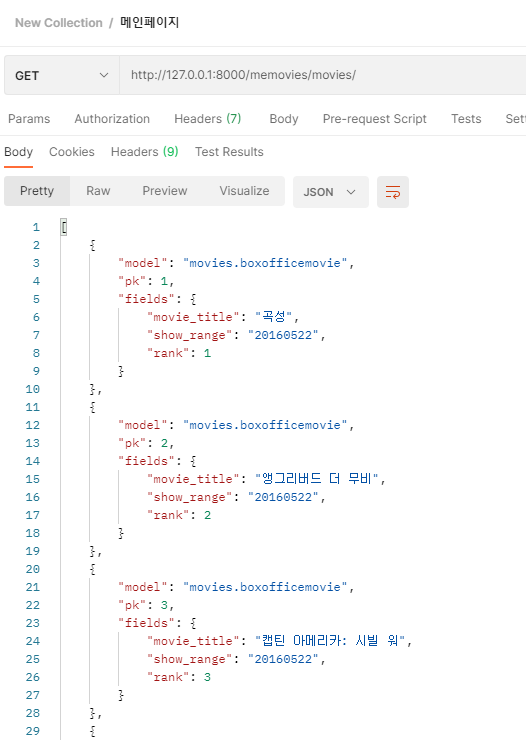 New Collection / 메인페이지
GET http://127.0.0.1:8000/memovies/movies/
Params Authorization Headers (7) Body Pre-request Script Tests Set
Body Cookies Headers (9) Test Results
Pretty Raw Preview Visualize JSON
1 [
2 {
3 "model": "movies.boxofficemovie",
4 "pk": 1,
5 "fields": {
6 "movie_title": "곡성",
7 "show_range": "20160522",
8 "rank": 1
9 }
10 },
11 {
12 "model": "movies.boxofficemovie",
13 "pk": 2,
14 "fields": {
15 "movie_title": "앵그리버드 더 무비",
16 "show_range": "20160522",
17 "rank": 2
18 }
19 },
20 {
21 "model": "movies.boxofficemovie",
22 "pk": 3,
23 "fields": {
24 "movie_title": "캡틴 아메리카: 시빌 워",
25 "show_range": "20160522",
26 "rank": 3
27 }
28 },
29 {